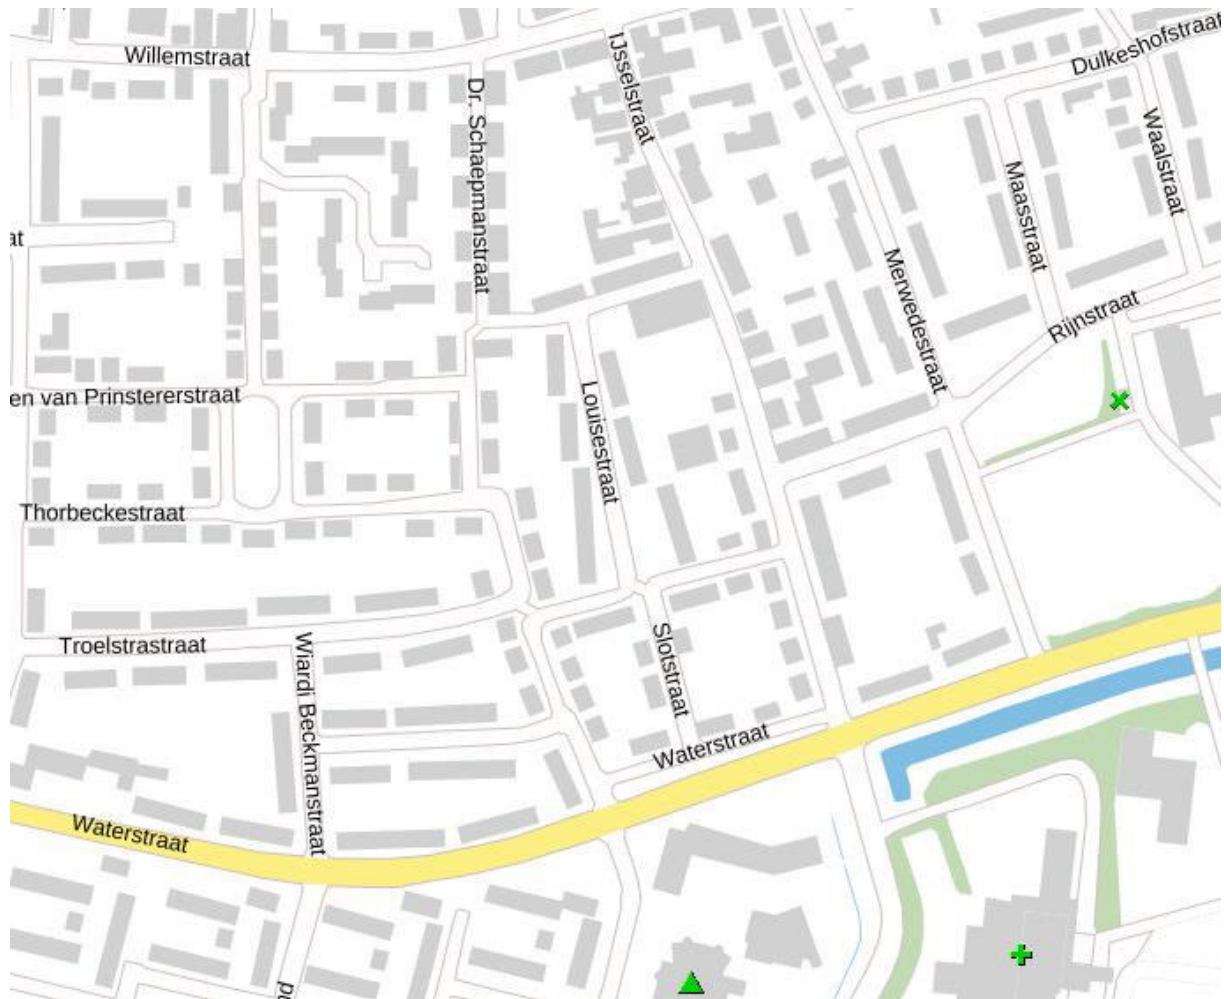 Willemstraat
IJsselstraat
Dulkeshofstraat
Dr. Schaepmanstraat
Waalstraat
Maasstraat
at
Merwedestraat
Rijnstraat
en van Prinstererstraat
Louisestraat
Thorbeckestraat
Troelstrastraat
Wiardi Beckmanstraat
Slotstraat
Waterstraat
Waterstraat